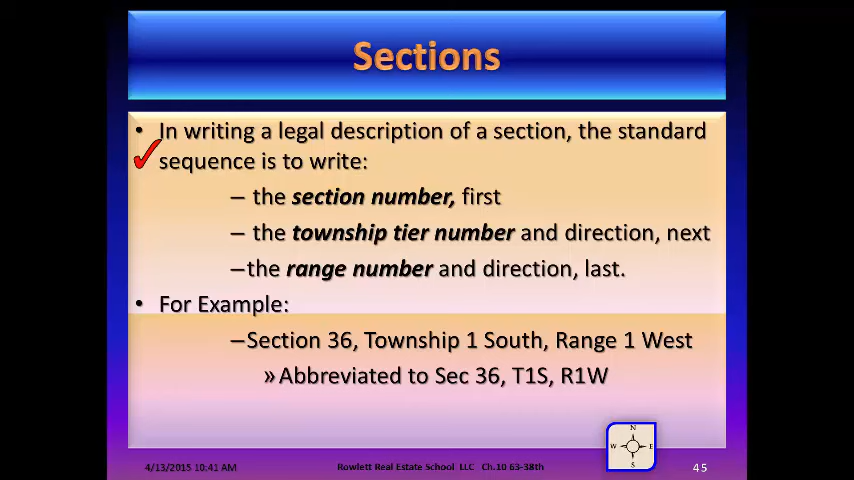 Sections
• In writing a legal description of a section, the standard
sequence is to write:
– the section number, first
– the township tier number and direction, next
–the range number and direction, last.
• For Example:
–Section 36, Township 1 South, Range 1 West
» Abbreviated to Sec 36, T1S, R1W
N
W E
S
4/13/2015 10:41 AM Rowlett Real Estate School LLC Ch.10 63-38th 45